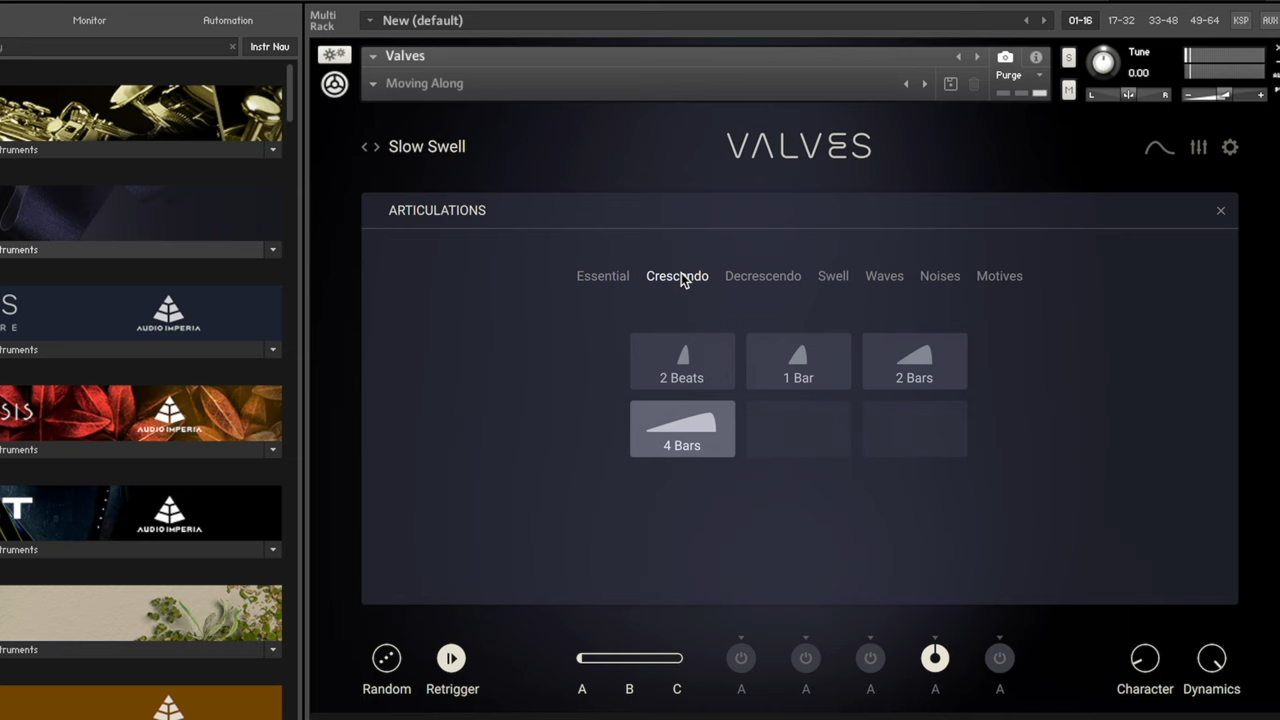 Monitor
Automation
Instr Nav
truments
truments
S
R E
AUDIO IMPERIA
truments
SIS
AUDIO IMPERIA
truments
T
AUDIO IMPERIA
truments
truments
Multi
Rack
New (default)
01-16
17-32
33-48
49-64
KSP
AUX
Valves
Moving Along
Purge
S
M
Tune
0.00
L
R
-
+
Slow Swell
VALVES
ARTICULATIONS
Essential
Crescendo
Decrescendo
Swell
Waves
Noises
Motives
2 Beats
1 Bar
2 Bars
4 Bars
Random
Retrigger
A
B
C
A
A
A
A
A
Character
Dynamics